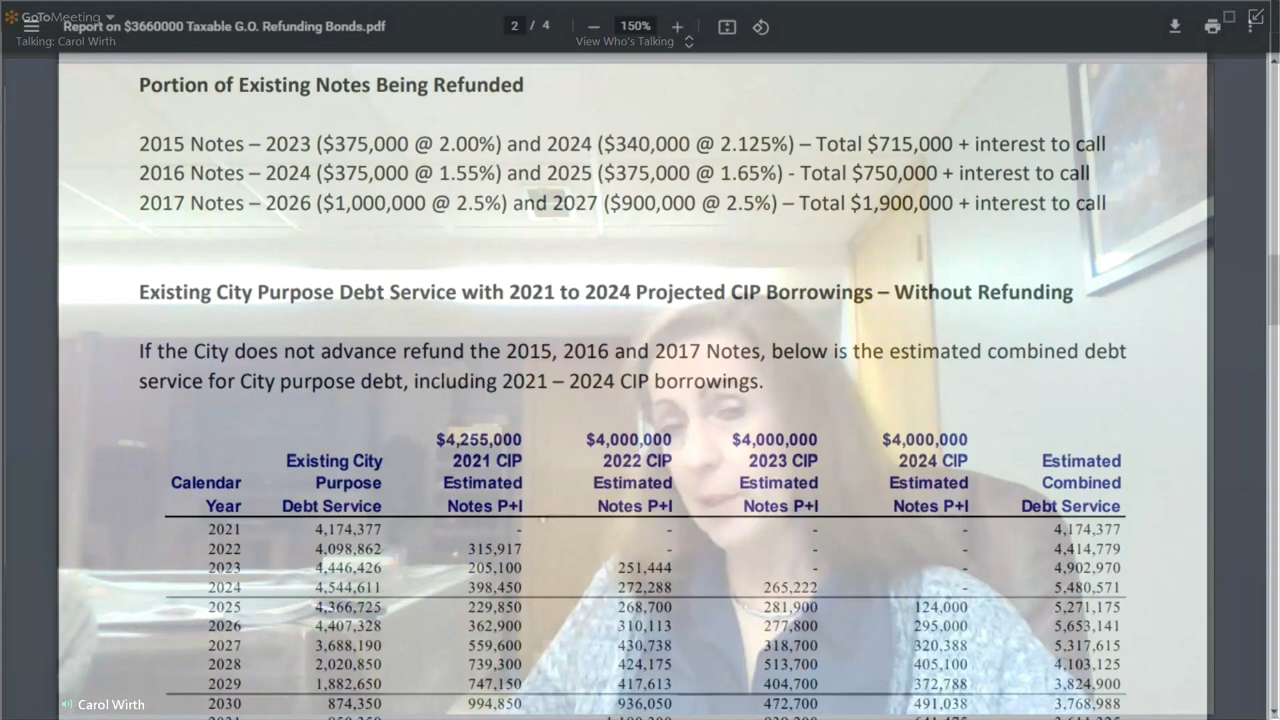 GoToMeeting
Report on $3660000 Taxable G.O. Refunding Bonds.pdf
2 / 4
150%
Talking: Carol Wirth
View Who's Talking
Portion of Existing Notes Being Refunded
2015 Notes – 2023 ($375,000 @ 2.00%) and 2024 ($340,000 @ 2.125%) – Total $715,000 + interest to call
2016 Notes – 2024 ($375,000 @ 1.55%) and 2025 ($375,000 @ 1.65%) - Total $750,000 + interest to call
2017 Notes – 2026 ($1,000,000 @ 2.5%) and 2027 ($900,000 @ 2.5%) – Total $1,900,000 + interest to call
Existing City Purpose Debt Service with 2021 to 2024 Projected CIP Borrowings – Without Refunding
If the City does not advance refund the 2015, 2016 and 2017 Notes, below is the estimated combined debt
service for City purpose debt, including 2021 – 2024 CIP borrowings.
$4,255,000 $4,000,000 $4,000,000 $4,000,000
Existing City 2021 CIP 2022 CIP 2023 CIP 2024 CIP Estimated
Calendar Purpose Estimated Estimated Estimated Estimated Combined
Year Debt Service Notes P+I Notes P+I Notes P+I Notes P+I Debt Service
2021 4,174,377 - - - - 4,174,377
2022 4,098,862 315,917 - - - 4,414,779
2023 4,446,426 205,100 251,444 - - 4,902,970
2024 4,544,611 398,450 272,288 265,222 - 5,480,571
2025 4,366,725 229,850 268,700 281,900 124,000 5,271,175
2026 4,407,328 362,900 310,113 277,800 295,000 5,653,141
2027 3,688,190 559,600 430,738 318,700 320,388 5,317,615
2028 2,020,850 739,300 424,175 513,700 405,100 4,103,125
2029 1,882,650 747,150 417,613 404,700 372,788 3,824,900
2030 874,350 994,850 936,050 472,700 491,038 3,768,988
Carol Wirth